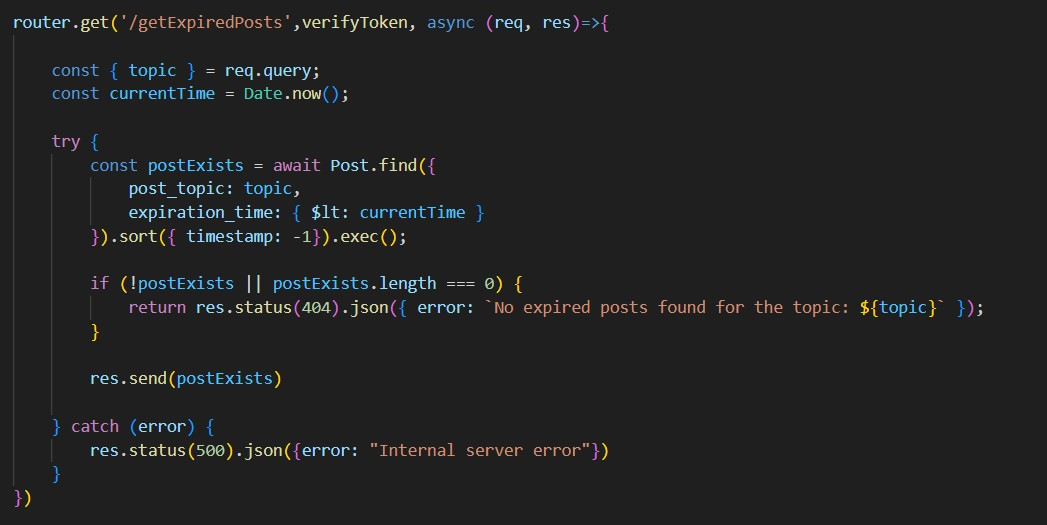 router.get('/getExpiredPosts',verifyToken, async (req, res)=>{
const { topic } = req.query;
const currentTime = Date.now();
try {
const postExists = await Post.find({
post_topic: topic,
expiration_time: { $lt: currentTime }
}).sort({ timestamp: -1}).exec();
if (!postExists || postExists.length === 0) {
return res.status(404).json({ error: `No expired posts found for the topic: ${topic}` });
}
res.send(postExists)
} catch (error) {
res.status(500).json({error: "Internal server error"})
}
})